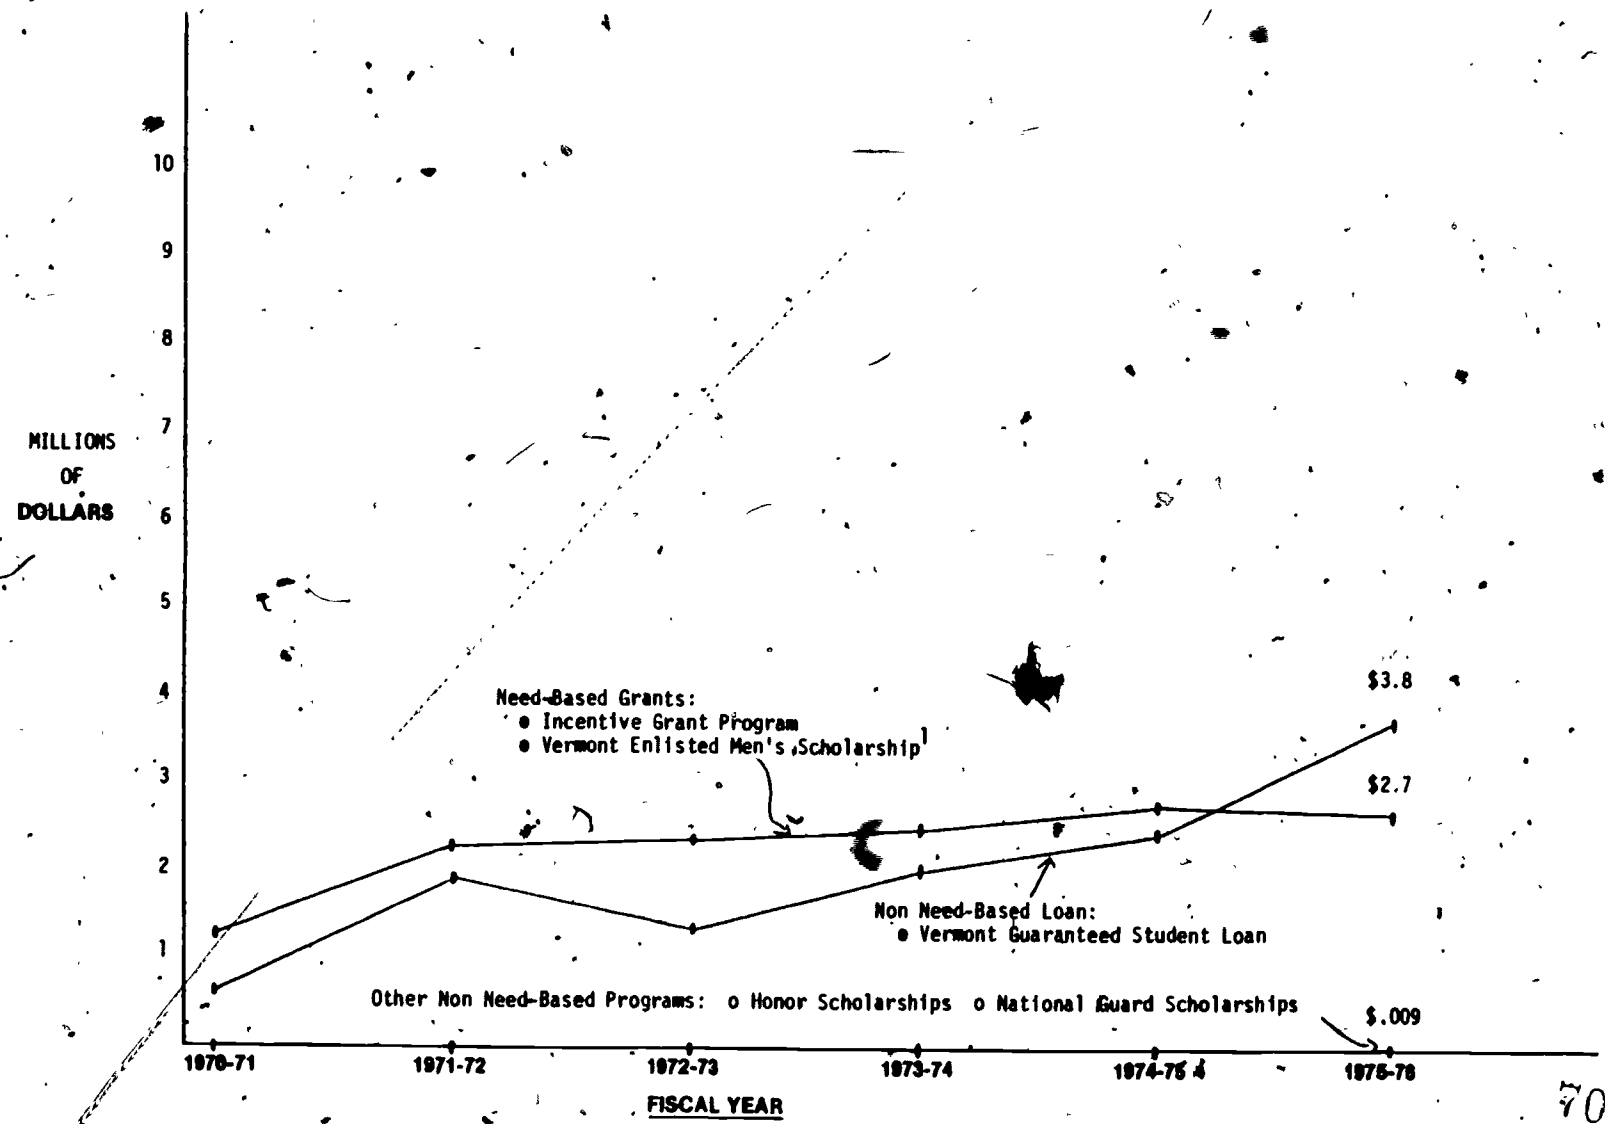 10
9
8
7
MILLIONS
OF
DOLLARS
6
5
4
3
2
1
$3.8
Need-Based Grants:
● Incentive Grant Program
● Vermont Enlisted Men's Scholarship1
$2.7
Non Need-Based Loan:
● Vermont Guaranteed Student Loan
Other Non Need-Based Programs: o Honor Scholarships o National Guard Scholarships
$.009
1970-71 1971-72 1972-73 1973-74 1974-75 1975-76
FISCAL YEAR
70